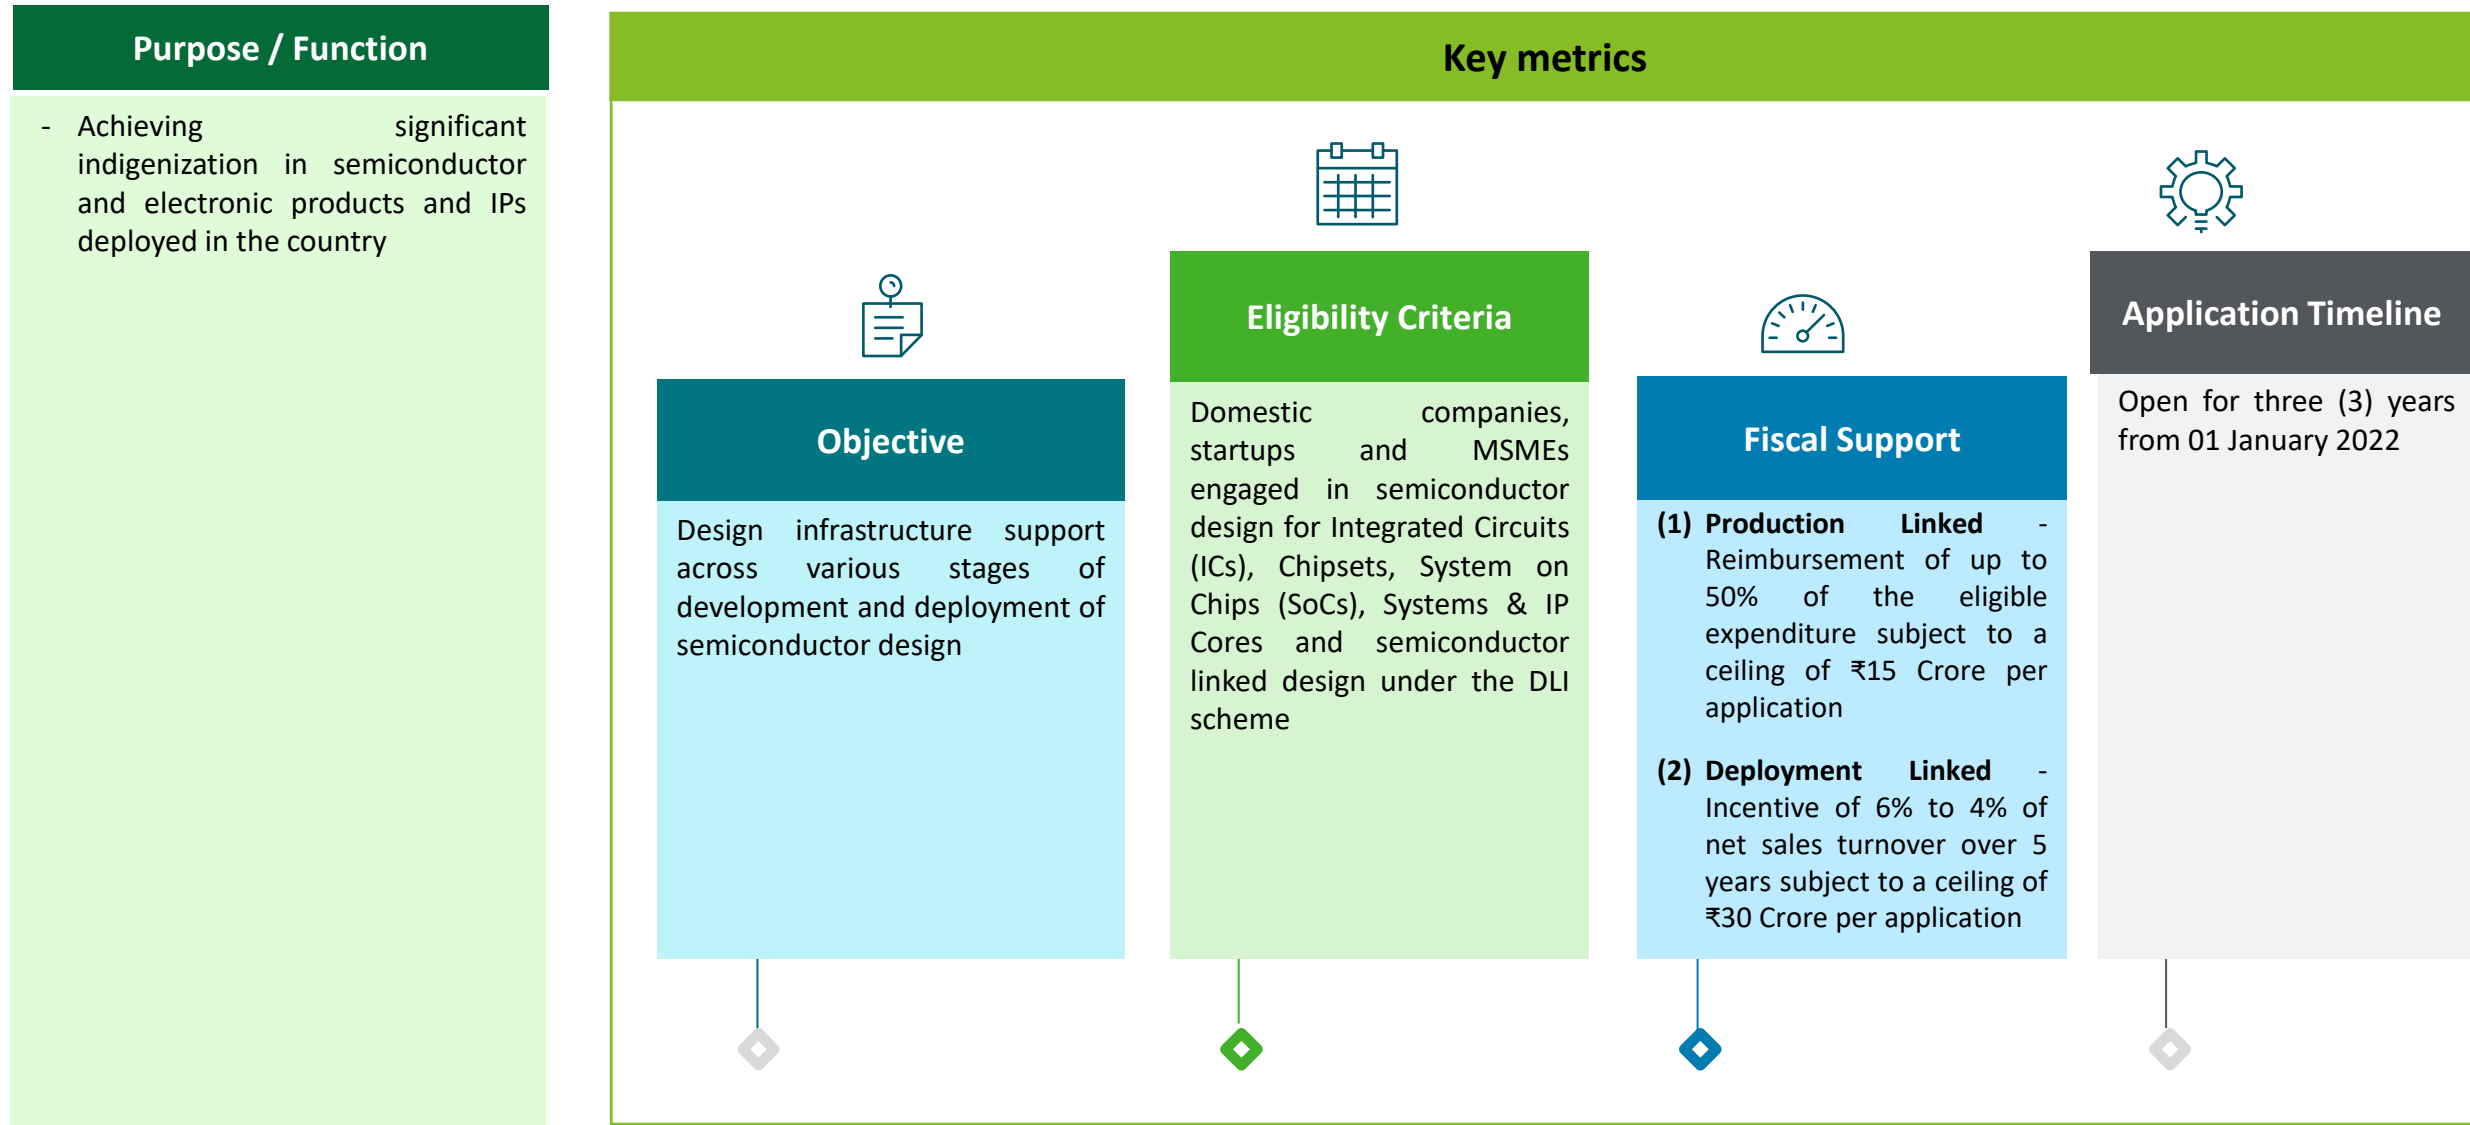 Purpose / Function
- Achieving significant
indigenization in semiconductor
and electronic products and IPs
deployed in the country
Key metrics
Objective
Design infrastructure support
across various stages of
development and deployment of
semiconductor design
Eligibility Criteria
Domestic companies,
startups and MSMEs
engaged in semiconductor
design for Integrated Circuits
(ICs), Chipsets, System on
Chips (SoCs), Systems & IP
Cores and semiconductor
linked design under the DLI
scheme
Fiscal Support
(1) Production Linked -
Reimbursement of up to
50% of the eligible
expenditure subject to a
ceiling of ₹15 Crore per
application
(2) Deployment Linked -
Incentive of 6% to 4% of
net sales turnover over 5
years subject to a ceiling of
₹30 Crore per application
Application Timeline
Open for three (3) years
from 01 January 2022